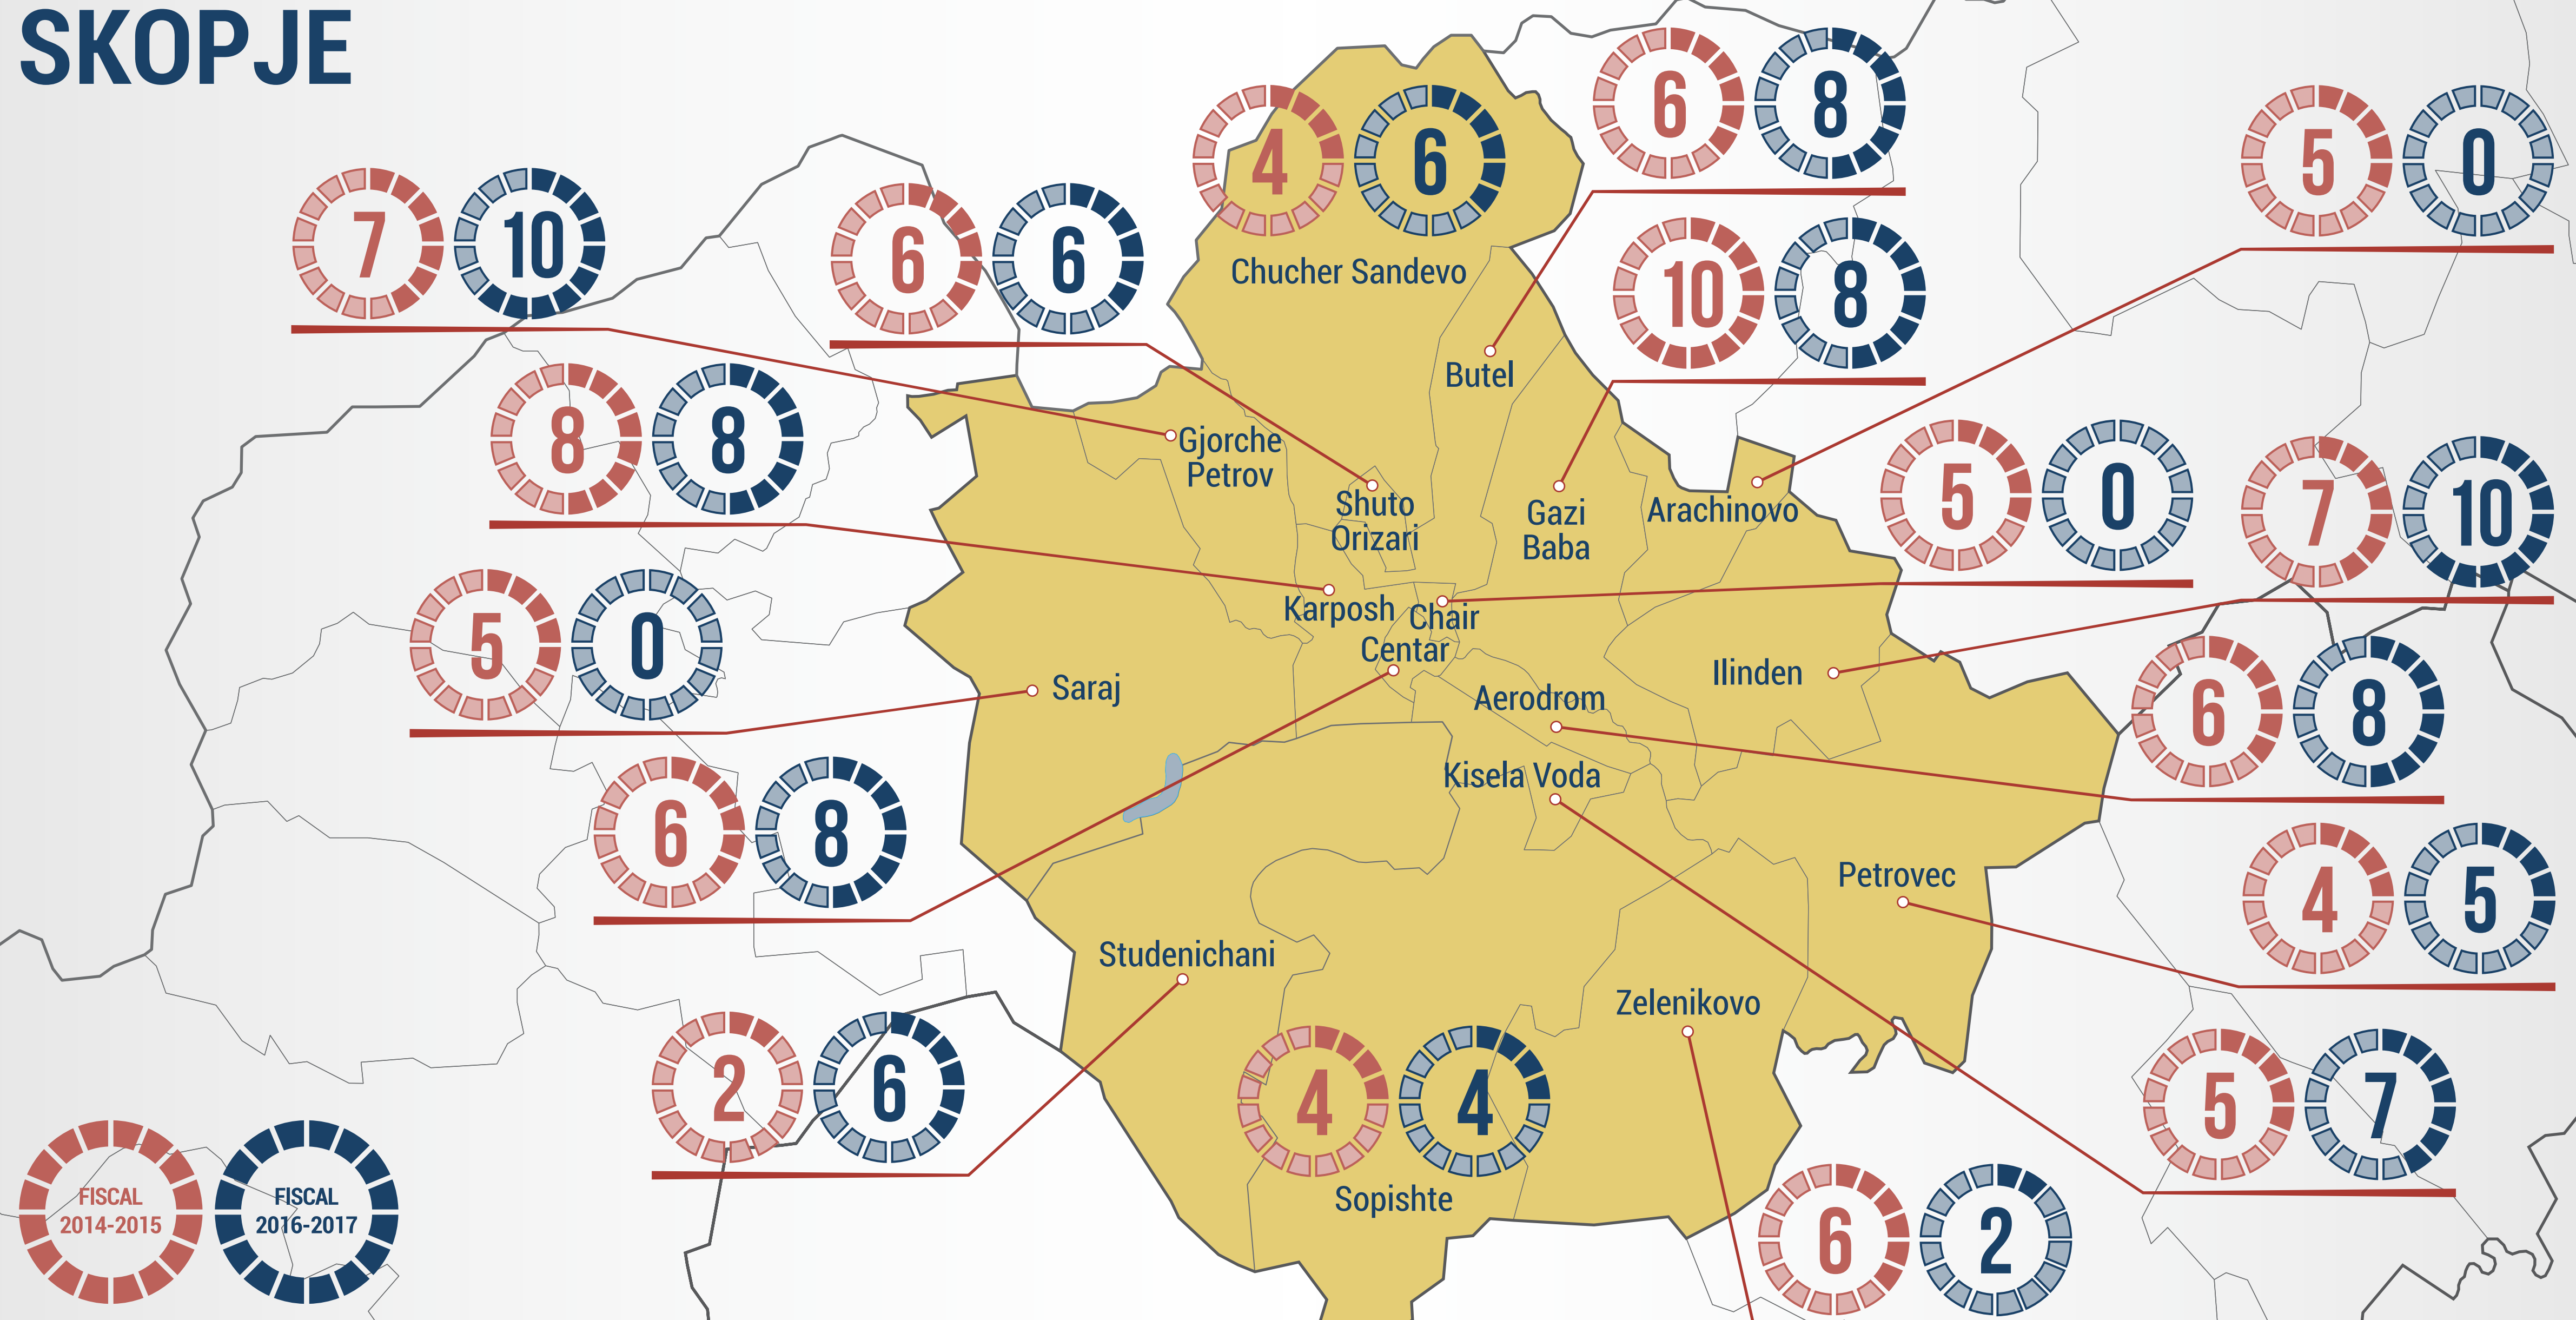 SKOPJE
6 8
4 6
5 0
7 10
6 6
Chucher Sandevo
10 8
Butel
8 8
Gjorche
Petrov
Shuto
Orizari
Gazi
Baba
Arachinovo
5 0
7 10
5 0
Karposh
Chair
Centar
Saraj
Ilinden
Aerodrom
6 8
Kisela Voda
6 8
Petrovec
4 5
Studenichani
Zelenikovo
2 6
4 4
5 7
Sopishte
FISCAL
2014-2015
FISCAL
2016-2017
6 2